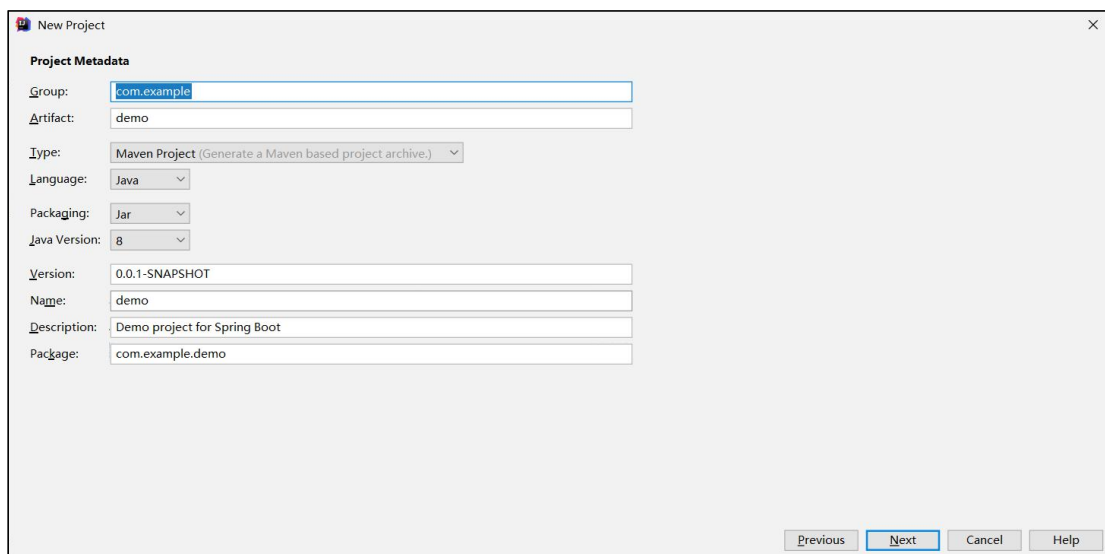 New Project
Project Metadata
Group: com.example
Artifact: demo
Type: Maven Project (Generate a Maven based project archive.)
Language: Java
Packaging: Jar
Java Version: 8
Version: 0.0.1-SNAPSHOT
Name: demo
Description: Demo project for Spring Boot
Package: com.example.demo
Previous Next Cancel Help